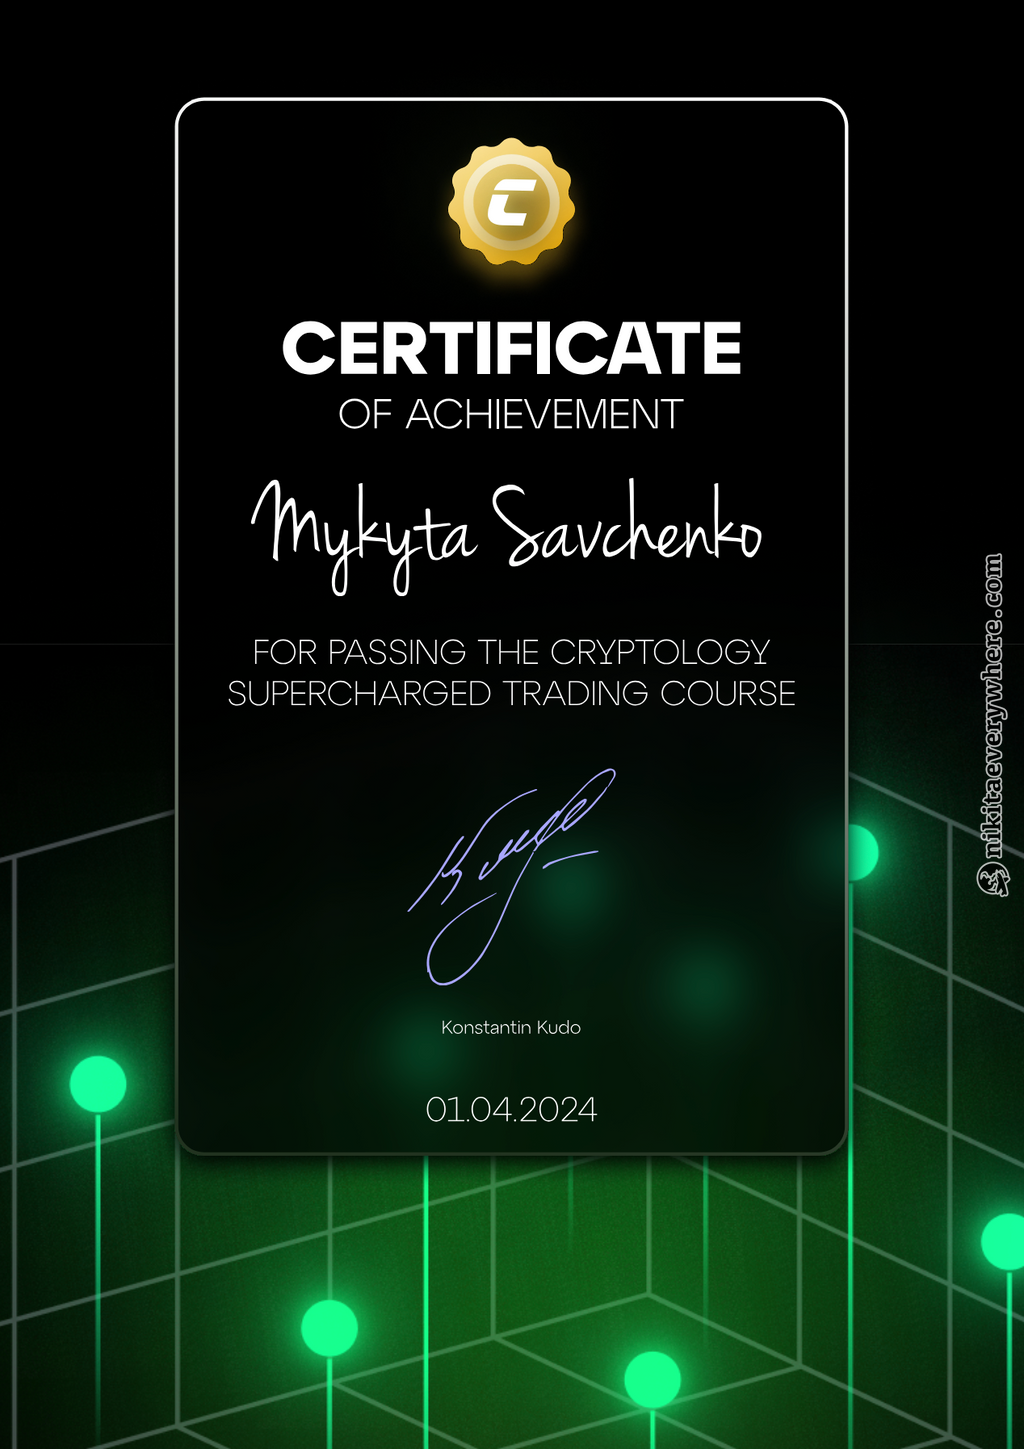 CERTIFICATE
OF ACHIEVEMENT
Mykyta Savchenko
FOR PASSING THE CRYPTOLOGY
SUPERCHARGED TRADING COURSE
Kudo
Konstantin Kudo
01.04.2024
nikitaeverywhere.com